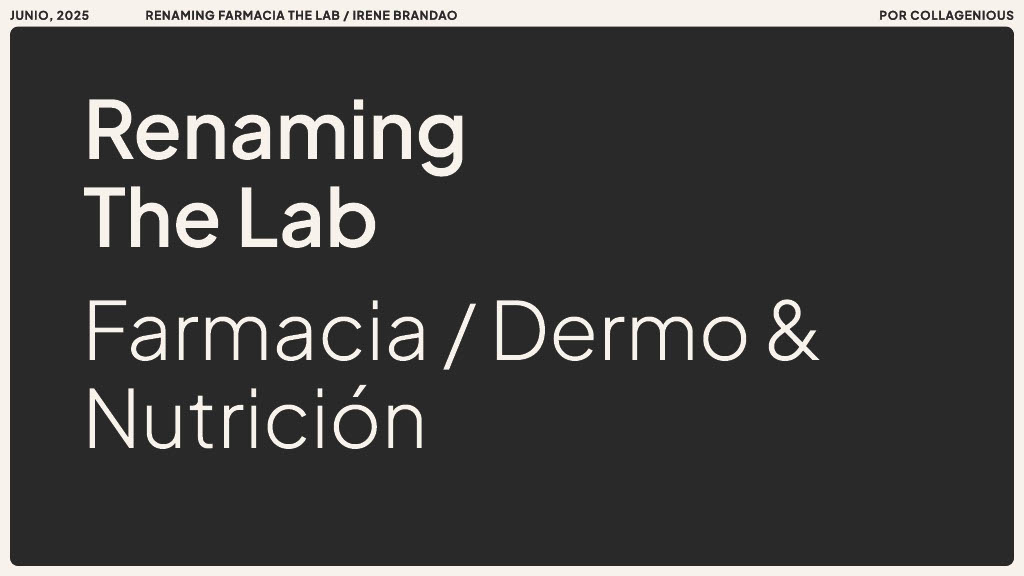 JUNIO, 2025
RENAMING FARMACIA THE LAB / IRENE BRANDAO
POR COLLAGENIOUS
Renaming
The Lab
Farmacia / Dermo &
Nutrición